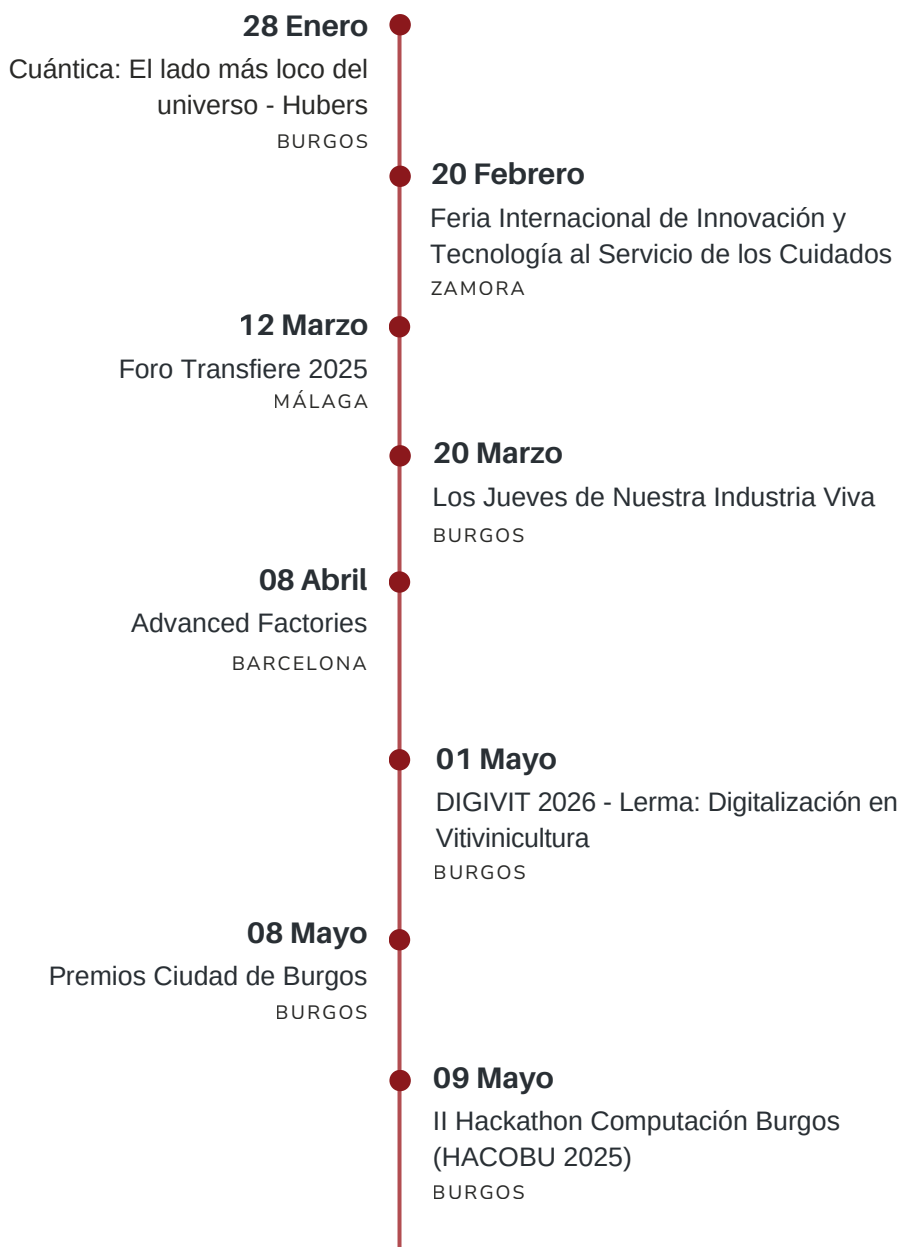 28 Enero
Cuántica: El lado más loco del
universo - Hubers
BURGOS
20 Febrero
Feria Internacional de Innovación y
Tecnología al Servicio de los Cuidados
ZAMORA
12 Marzo
Foro Transfiere 2025
MÁLAGA
20 Marzo
Los Jueves de Nuestra Industria Viva
BURGOS
08 Abril
Advanced Factories
BARCELONA
01 Mayo
DIGIVIT 2026 - Lerma: Digitalización en
Vitivinicultura
BURGOS
08 Mayo
Premios Ciudad de Burgos
BURGOS
09 Mayo
II Hackathon Computación Burgos
(HACOBU 2025)
BURGOS